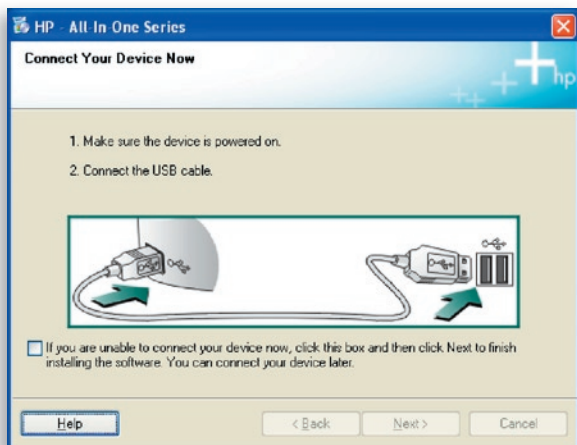 HP - All-In-One Series
Connect Your Device Now
hp
1. Make sure the device is powered on.
2. Connect the USB cable.
If you are unable to connect your device now, click this box and then click Next to finish
installing the software. You can connect your device later.
Help
< Back
Next >
Cancel